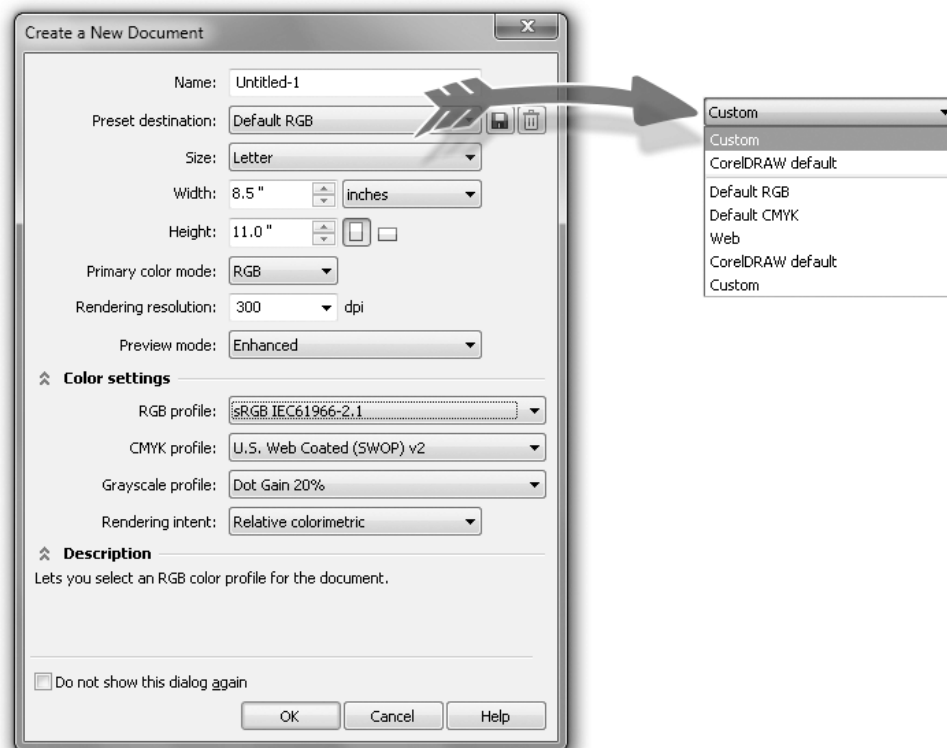 Create a New Document
Name: Untitled-1
Preset destination: Default RGB
Size: Letter
Width: 8.5 " inches
Height: 11.0 "
Primary color mode: RGB
Rendering resolution: 300 dpi
Preview mode: Enhanced
Color settings
RGB profile: sRGB IEC61966-2.1
CMYK profile: U.S. Web Coated (SWOP) v2
Grayscale profile: Dot Gain 20%
Rendering intent: Relative colorimetric
Description
Lets you select an RGB color profile for the document.
Do not show this dialog again
OK Cancel Help
Custom
Custom
CorelDRAW default
Default RGB
Default CMYK
Web
CorelDRAW default
Custom